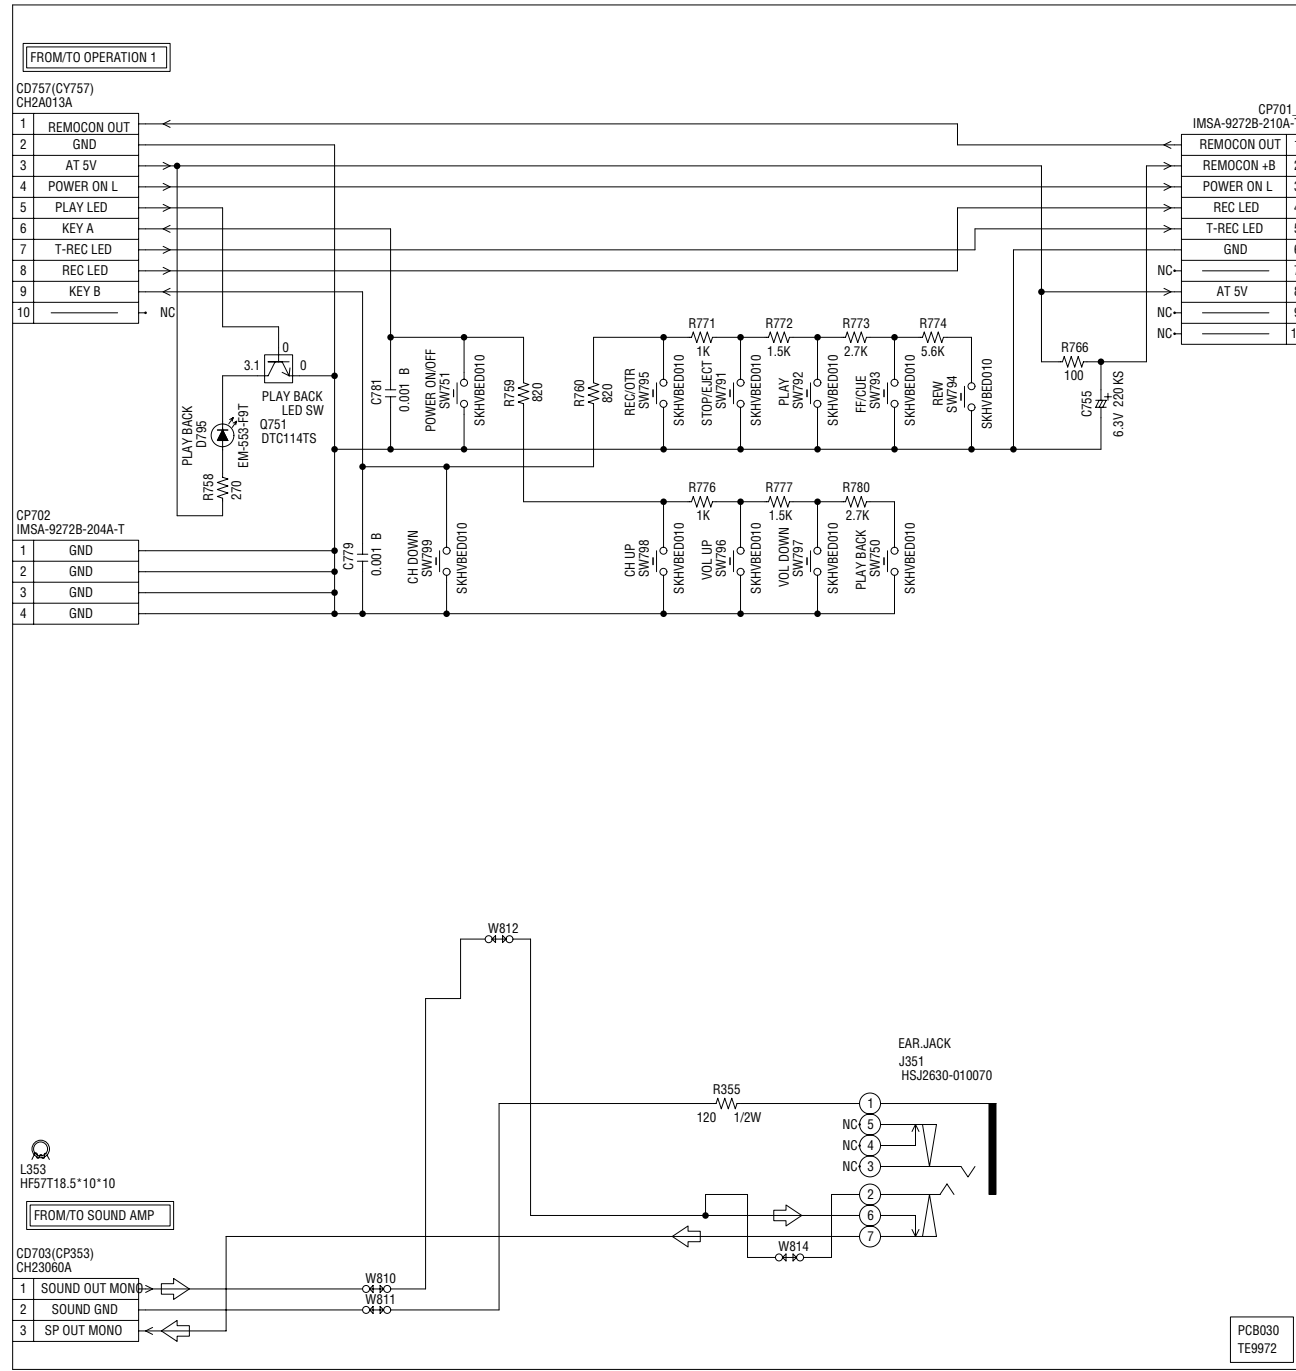 FROM/TO OPERATION 1
CD757(CY757)
CH2A013A
1 REMOCON OUT
2 GND
3 AT 5V
4 POWER ON L
5 PLAY LED
6 KEY A
7 T-REC LED
8 REC LED
9 KEY B
10 NC
CP701
IMSA-9272B-210A-T
REMOCON OUT 1
REMOCON +B 2
POWER ON L 3
REC LED 4
T-REC LED 5
GND 6
NC 7
AT 5V 8
NC 9
NC 1
0
3.1 0
PLAY BACK
LED SW
Q751
DTC114TS
PLAY BACK
D795
EM-553-F9T
R758
270
C781
0.001 B
POWER ON/OFF
SW751
SKHVBED010
R759
820
R760
820
REC/OTR
SW795
SKHVBED010
R771
1K
STOP/EJECT
SW791
SKHVBED010
R772
1.5K
PLAY
SW792
SKHVBED010
R773
2.7K
FF/CUE
SW793
SKHVBED010
R774
5.6K
REW
SW794
SKHVBED010
R766
100
C755
+
6.3V 220 KS
CP702
IMSA-9272B-204A-T
1 GND
2 GND
3 GND
4 GND
C779
0.001 B
CH DOWN
SW799
SKHVBED010
CH UP
SW798
SKHVBED010
R776
1K
VOL UP
SW796
SKHVBED010
R777
1.5K
VOL DOWN
SW797
SKHVBED010
R780
2.7K
PLAY BACK
SW750
SKHVBED010
W812
EAR.JACK
J351
HSJ2630-010070
R355
120 1/2W
1
NC 5
NC 4
NC 3
2
6
7
W814
L353
HF57T18.5*10*10
FROM/TO SOUND AMP
CD703(CP353)
CH23060A
1 SOUND OUT MONO
2 SOUND GND
3 SP OUT MONO
W810
W811
PCB030
TE9972